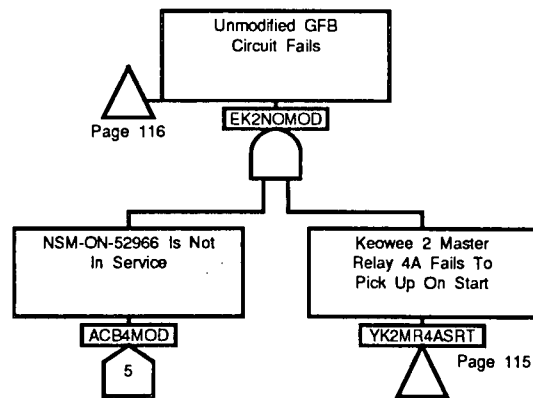 Unmodified GFB
Circuit Fails
Page 116
EK2NOMOD
NSM-ON-52966 Is Not
In Service
Keowee 2 Master
Relay 4A Fails To
Pick Up On Start
ACB4MOD
YK2MR4ASRT
5
Page 115